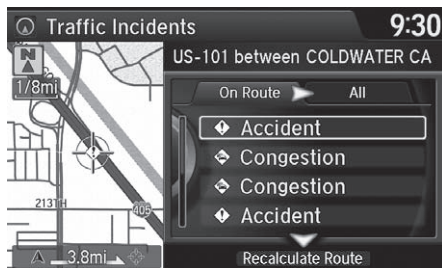 Traffic Incidents
9:30
N
1/8mi
US-101 between COLDWATER CA
On Route
All
Accident
Congestion
Congestion
Accident
213TH
405
3.8mi
Recalculate Route